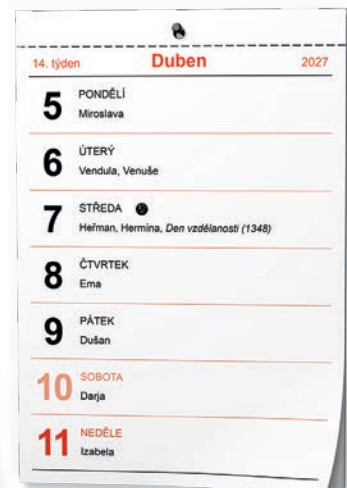 14. týden Duben 2027
5 PONDĚLÍ
Miroslava
6 ÚTERÝ
Vendula, Venuše
7 STŘEDA
Heřman, Hermína, Den vzdělanosti (1348)
8 ČTVRTEK
Ema
9 PÁTEK
Dušan
10 SOBOTA
Darja
11 NEDĚLE
Izabela